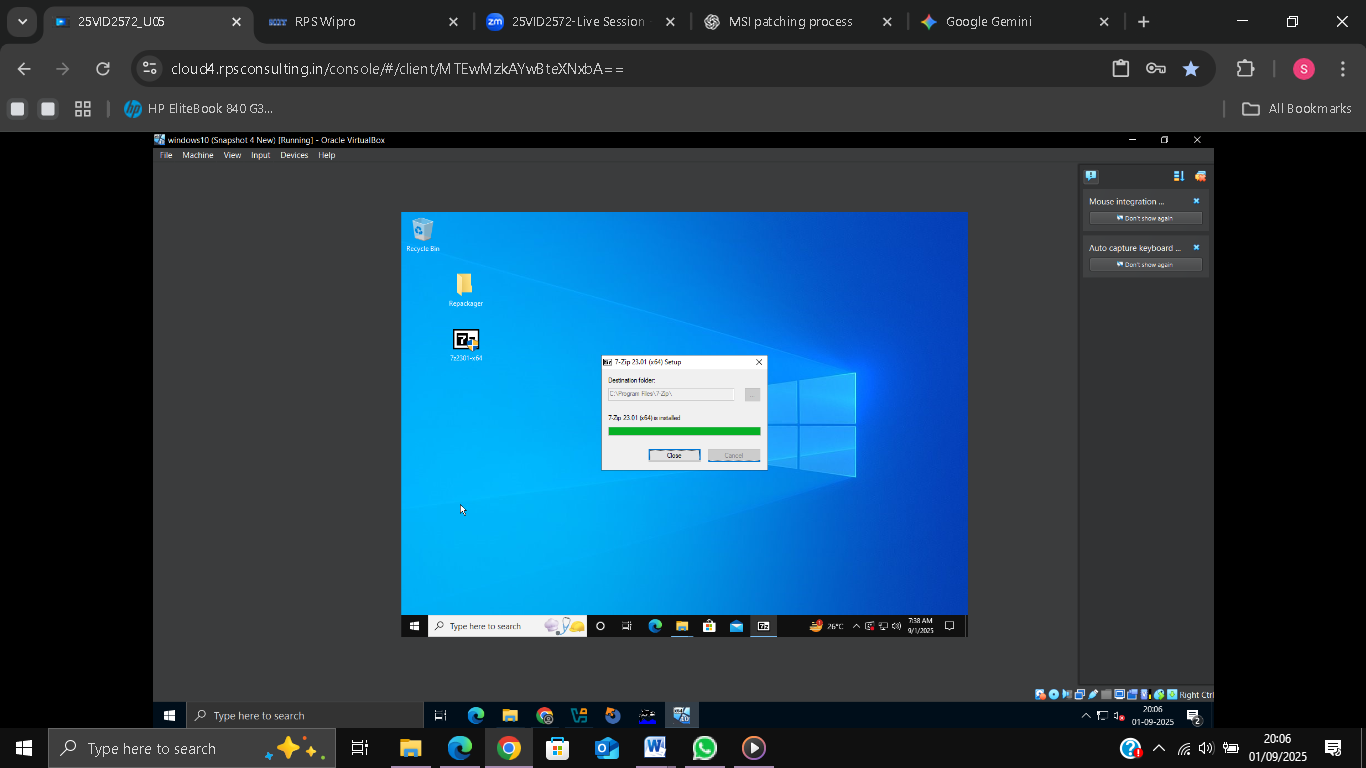 25VID2572_U05
RPS Wipro
25VID2572-Live Session
MSI patching process
Google Gemini
cloud4.rpsconsulting.in/console/#/client/MTEwMzkAYwBteXNxbA==
S
HP EliteBook 840 G3...
All Bookmarks
windows10 (Snapshot 4 New) [Running] - Oracle VirtualBox
File Machine View Input Devices Help
Mouse integration ...
Don't show again
Auto capture keyboard ...
Don't show again
Recycle Bin
Repackager
7z2301-x64
7-Zip 23.01 (x64) Setup
Destination folder:
C:\Program Files\7-Zip\
...
7-Zip 23.01 (x64) is installed
Close
Cancel
Type here to search
26°C
7:38 AM
9/1/2025
Right Ctrl
Type here to search
20:06
01-09-2025
2
Type here to search
20:06
01/09/2025